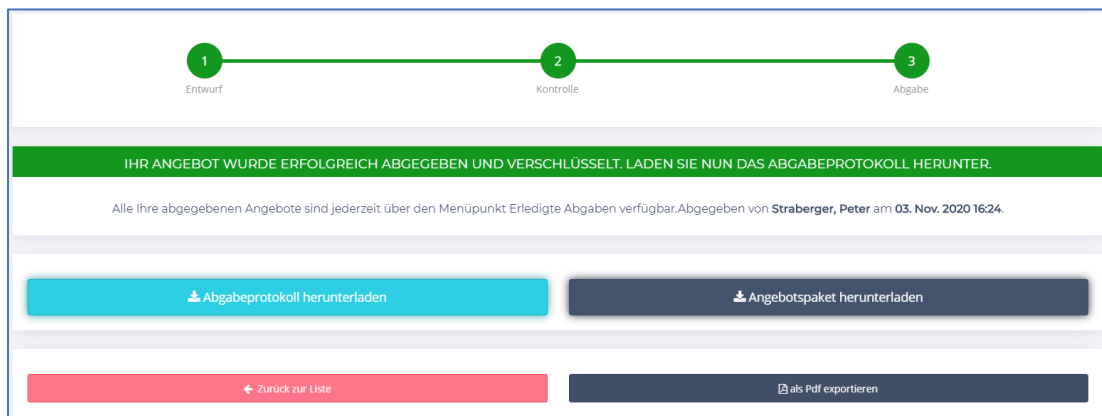 1 2 3
Entwurf Kontrolle Abgabe
IHR ANGEBOT WURDE ERFOLGREICH ABGEGEBEN UND VERSCHLÜSSELT. LADEN SIE NUN DAS ABGABEPROTOKOLL HERUNTER.
Alle Ihre abgegebenen Angebote sind jederzeit über den Menüpunkt Erledigte Abgaben verfügbar.Abgegeben von Straberger, Peter am 03. Nov. 2020 16:24.
Abgabeprotokoll herunterladen Angebotspaket herunterladen
Zurück zur Liste als Pdf exportieren